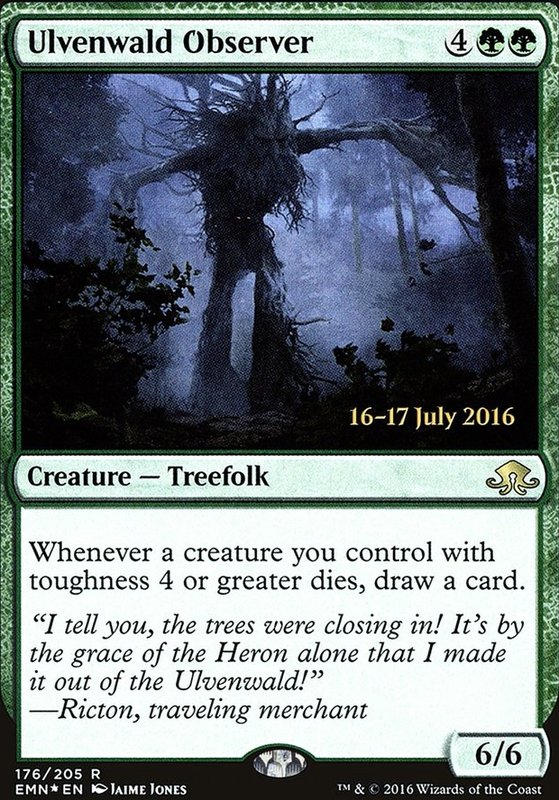 Ulvenwald Observer 4
16–17 July 2016
Creature — Treefolk
Whenever a creature you control with
toughness 4 or greater dies, draw a card.
“I tell you, the trees were closing in! It’s by
the grace of the Heron alone that I made
it out of the Ulvenwald!”
—Ricton, traveling merchant
6/6
176/205 R
EMN★EN Jaime Jones
™ & © 2016 Wizards of the Coast